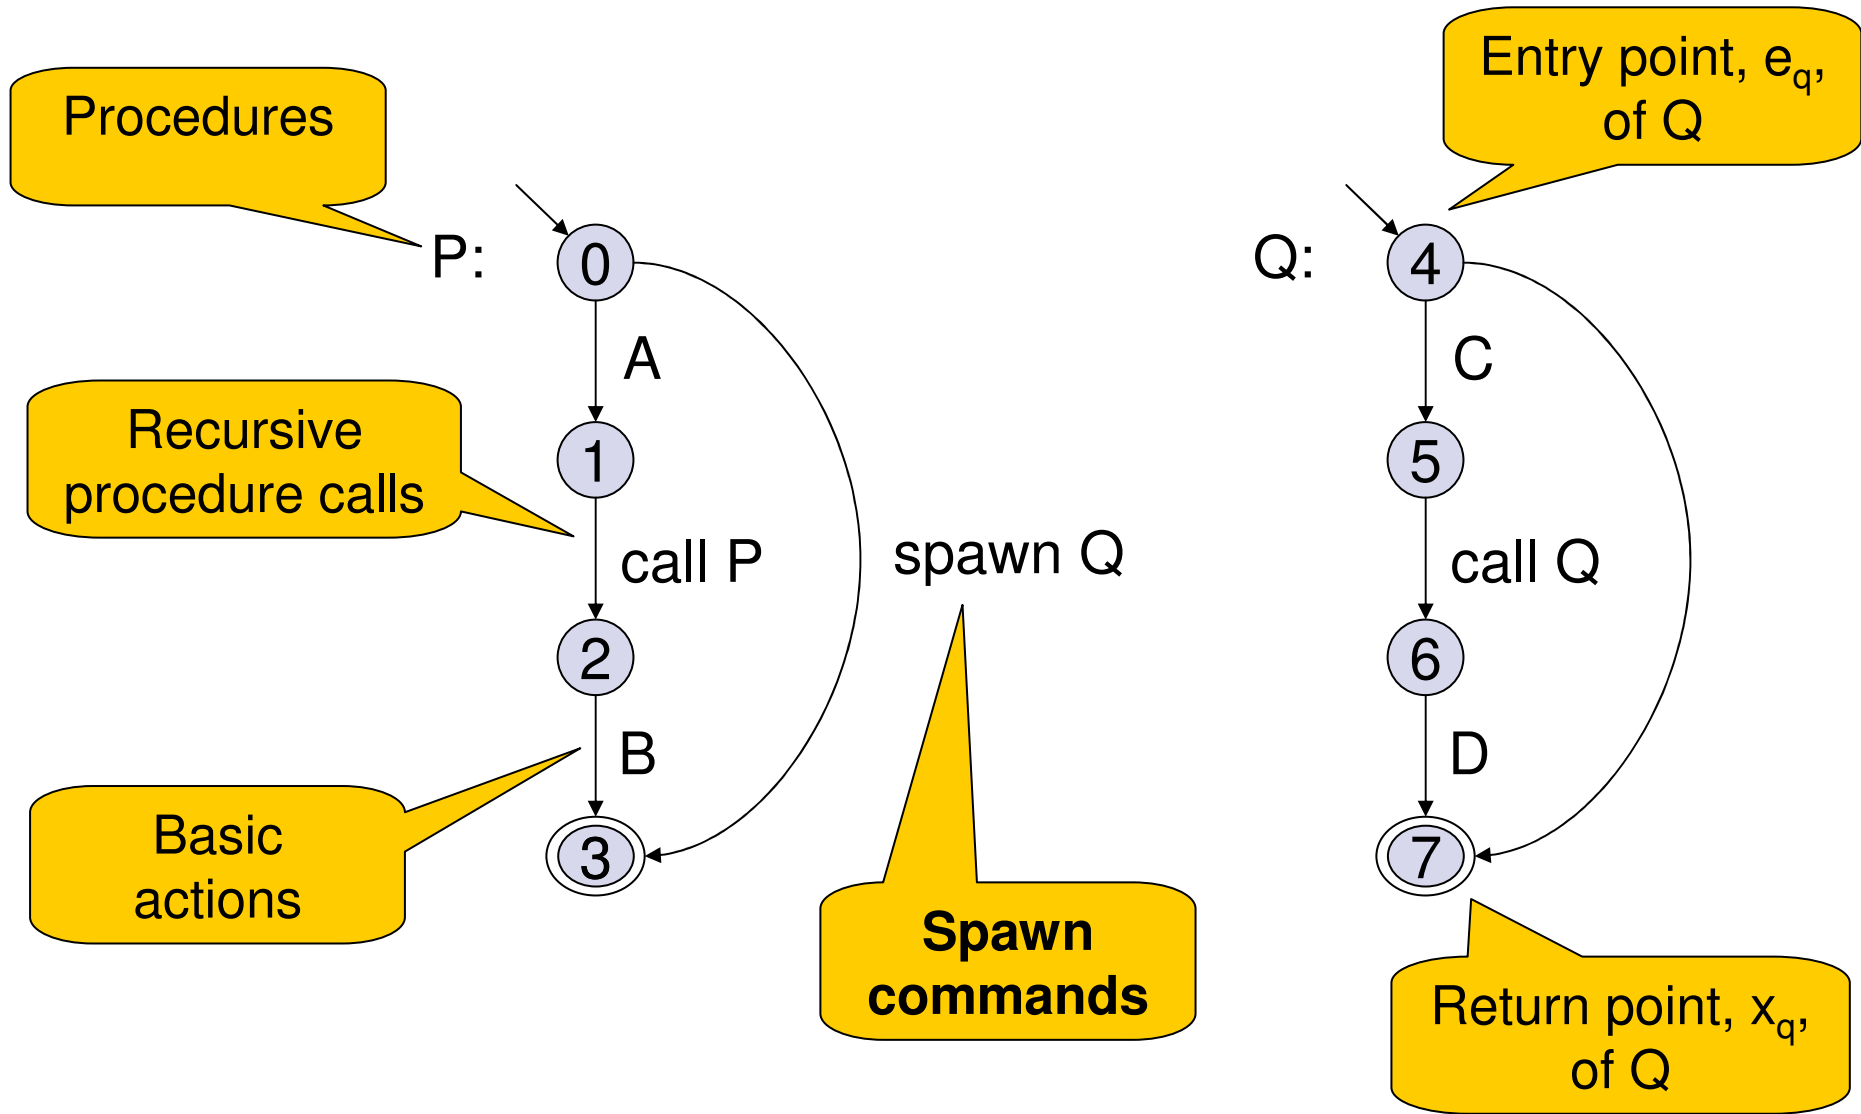 Procedures
Entry point, eq,
of Q
P:
0
Q:
4
A
C
Recursive
procedure calls
1
5
call P
spawn Q
call Q
2
6
B
D
Basic
actions
3
7
Spawn
commands
Return point, xq,
of Q